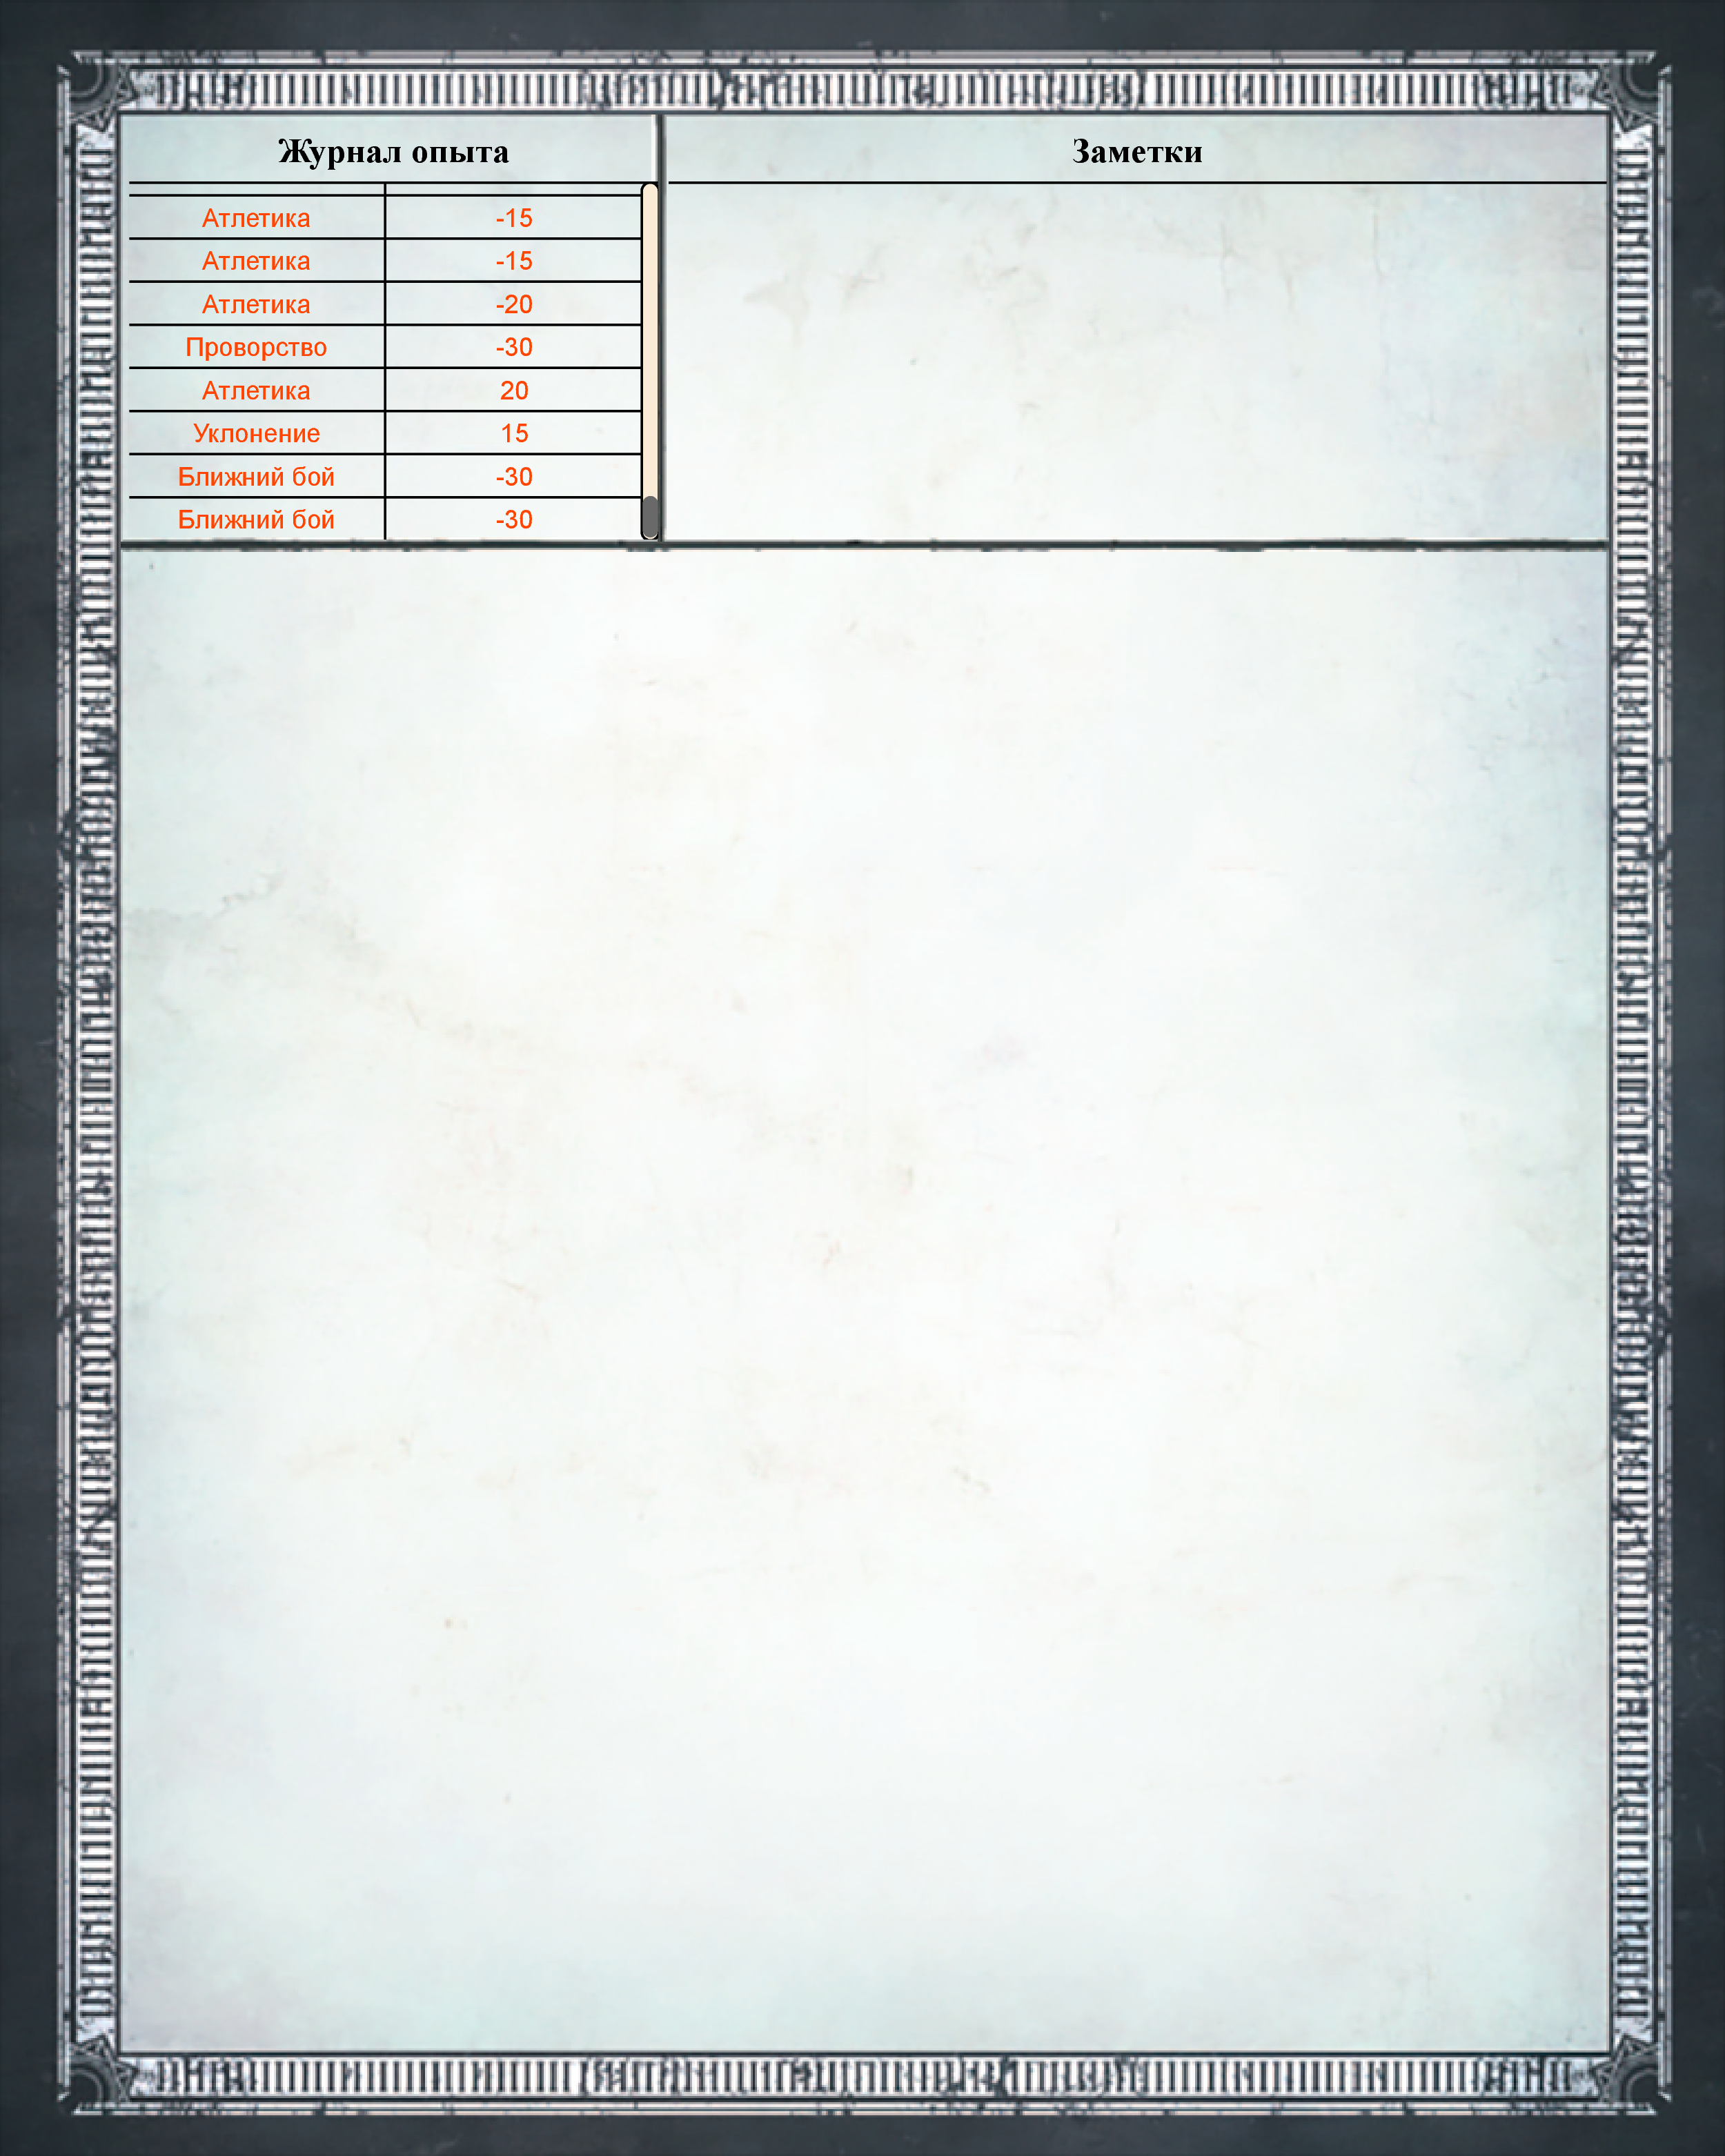 Журнал опыта
Заметки
Атлетика -15
Атлетика -15
Атлетика -20
Проворство -30
Атлетика 20
Уклонение 15
Ближний бой -30
Ближний бой -30